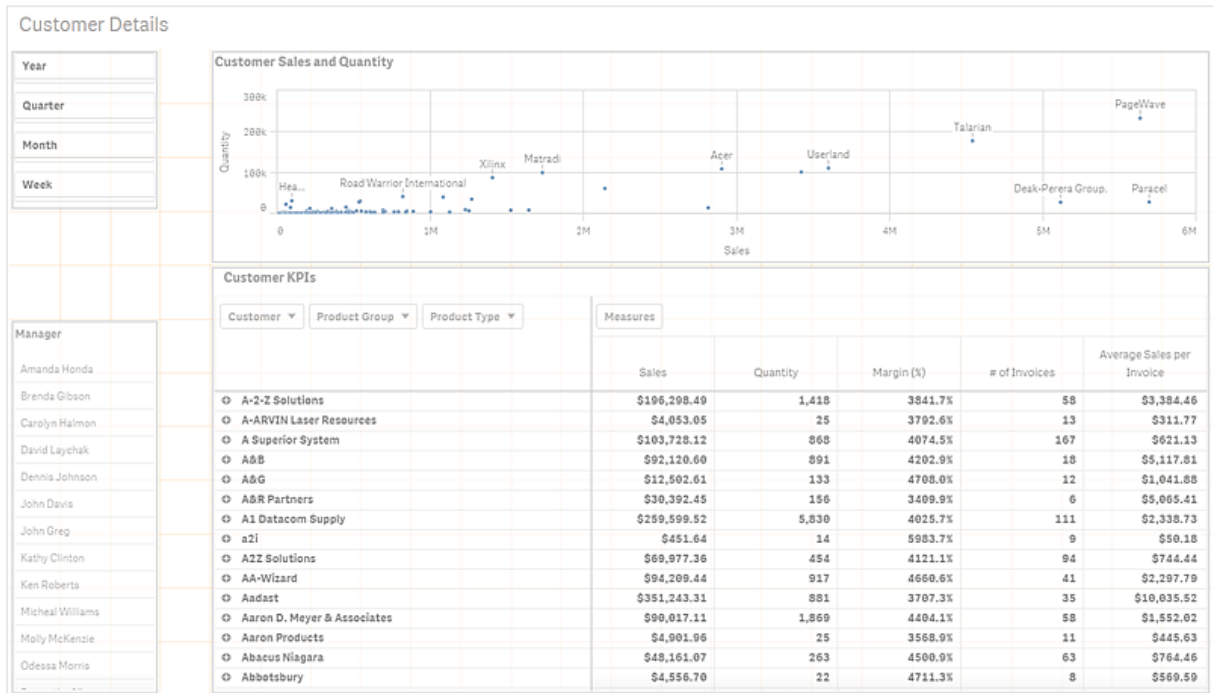 Customer Details
Year
Quarter
Month
Week
Customer Sales and Quantity
Quantity
300k
200k
100k
0
PageWave
Talarian
Xilinx
Matradi
Acer
Userland
Hea...
Road Warrior International
Deak-Perera Group.
Paracel
0 1M 2M 3M 4M 5M 6M
Sales
Customer KPIs
Customer Product Group Product Type Measures
Sales Quantity Margin (%) # of Invoices Average Sales per
Invoice
A-2-Z Solutions $196,298.49 1,418 3841.7% 58 $3,384.46
A-ARVIN Laser Resources $4,053.05 25 3792.6% 13 $311.77
A Superior System $103,728.12 868 4074.5% 167 $621.13
A&B $92,120.60 891 4202.9% 18 $5,117.81
A&G $12,502.61 133 4708.0% 12 $1,041.88
A&R Partners $30,392.45 156 3409.9% 6 $5,065.41
A1 Datacom Supply $259,599.52 5,830 4025.7% 111 $2,338.73
a2i $451.64 14 5983.7% 9 $50.18
A2Z Solutions $69,977.36 454 4121.1% 94 $744.44
AA-Wizard $94,209.44 917 4660.6% 41 $2,297.79
Aadast $351,243.31 881 3707.3% 35 $10,035.52
Aaron D. Meyer & Associates $90,017.11 1,869 4404.1% 58 $1,552.02
Aaron Products $4,901.96 25 3568.9% 11 $445.63
Abacus Niagara $48,161.07 263 4500.9% 63 $764.46
Abbotsbury $4,556.70 22 4711.3% 8 $569.59
Manager
Amanda Honda
Brenda Gibson
Carolyn Halmon
David Laychak
Dennis Johnson
John Davis
John Greg
Kathy Clinton
Ken Roberts
Micheal Williams
Molly McKenzie
Odessa Morris